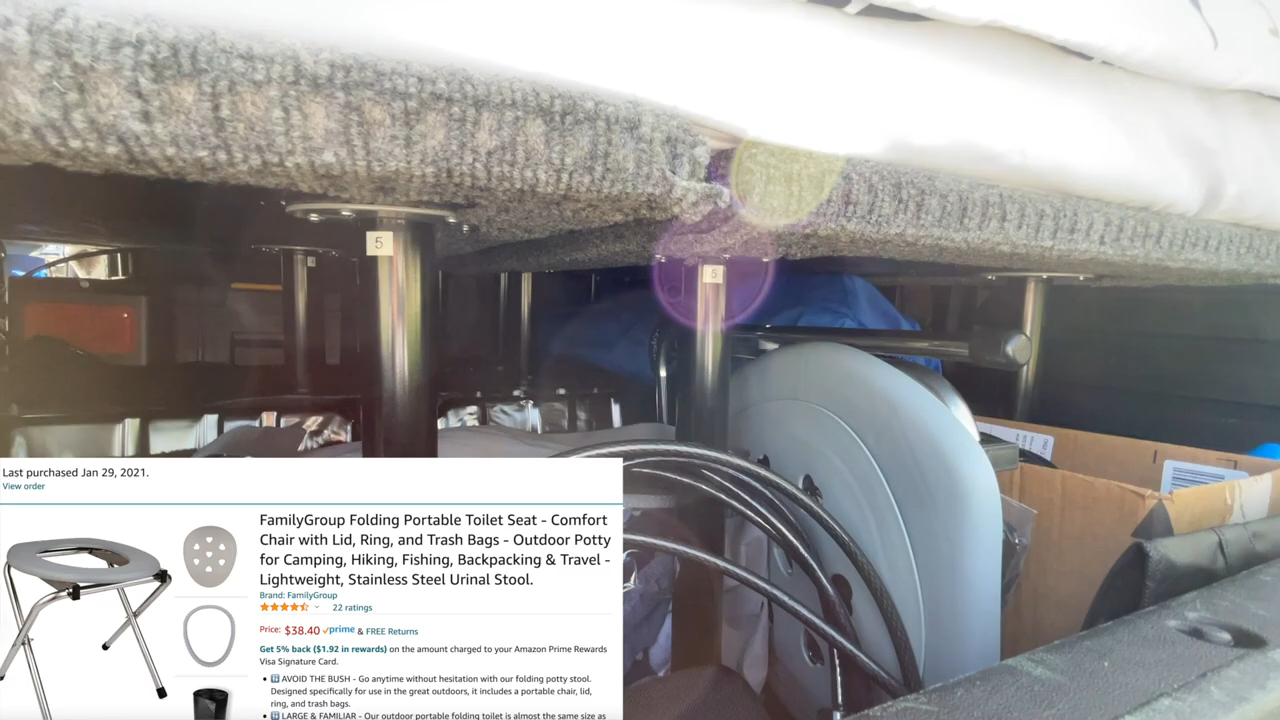 5
5
Last purchased Jan 29, 2021.
View order
FamilyGroup Folding Portable Toilet Seat - Comfort
Chair with Lid, Ring, and Trash Bags - Outdoor Potty
for Camping, Hiking, Fishing, Backpacking & Travel -
Lightweight, Stainless Steel Urinal Stool.
Brand: FamilyGroup
22 ratings
Price: $38.40 prime & FREE Returns
Get 5% back ($1.92 in rewards) on the amount charged to your Amazon Prime Rewards
Visa Signature Card.
• AVOID THE BUSH - Go anytime without hesitation with our folding potty stool.
Designed specifically for use in the great outdoors, it includes a portable chair, lid,
ring, and trash bags.
• LARGE & FAMILIAR - Our outdoor portable folding toilet is almost the same size as